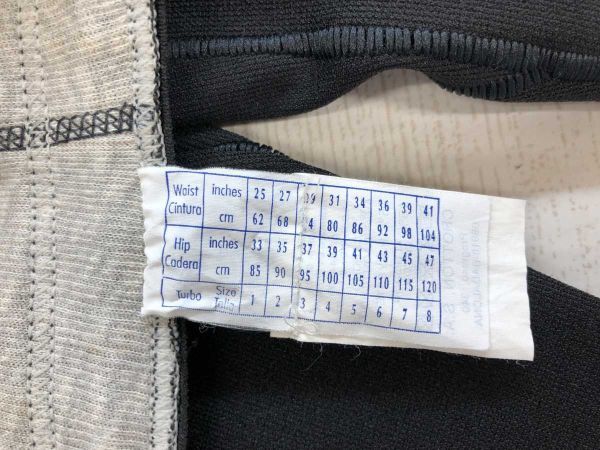 Waist inches 25 27 31 34 36 39 41
Cintura cm 62 68 4 80 86 92 98 104
Hip inches 33 35 37 39 41 43 45 47
Cadera cm 85 90 95 100 105 110 115 120
Turbo Size 1 2 3 4 5 6 7 8
Talla